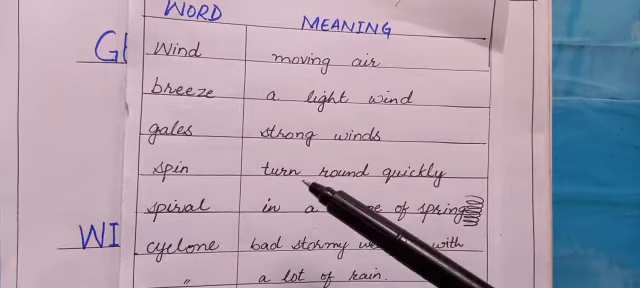 WORD MEANING
Wind moving air
breeze a light wind
gales strong winds
spin turn round quickly
spiral in a of spring
cyclone bad stormy with
" a lot of rain.
GL
WI